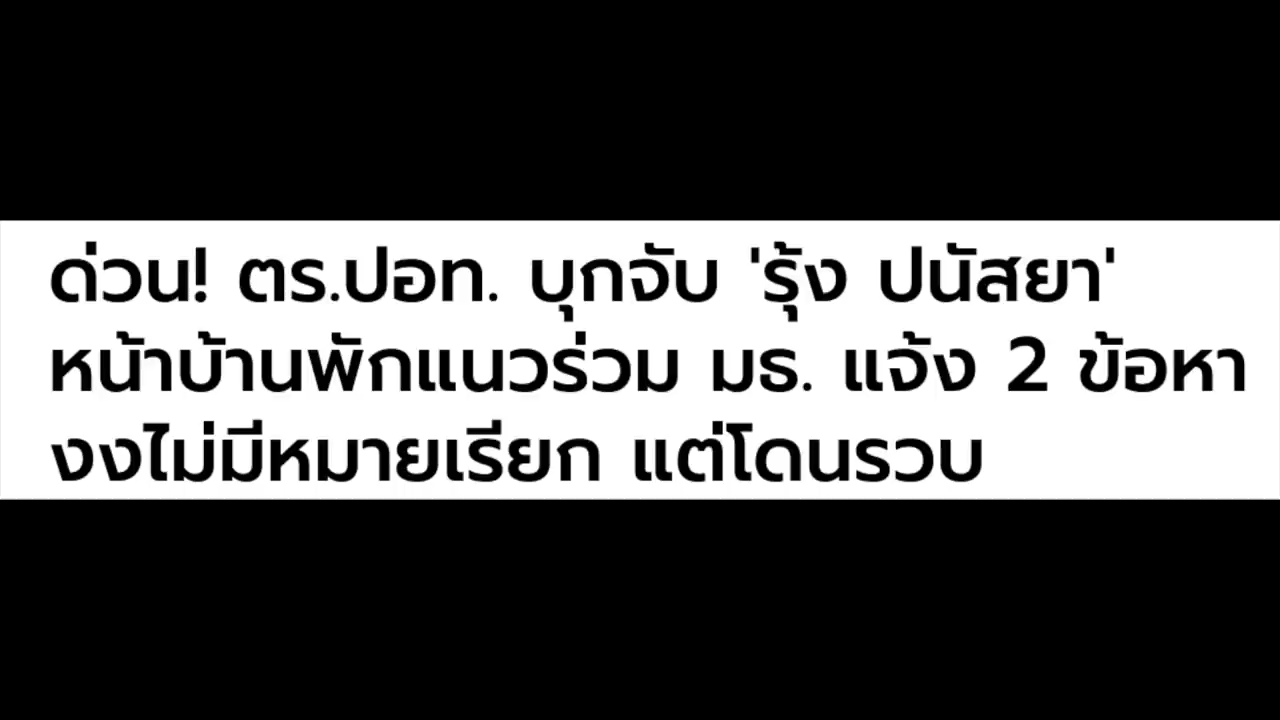 ด่วน! ตร.ปอท. บุกจับ 'รุ้ง ปนัสยา'
หน้าบ้านพักแนวร่วม มธ. แจ้ง 2 ข้อหา
งงไม่มีหมายเรียก แต่โดนรวบ